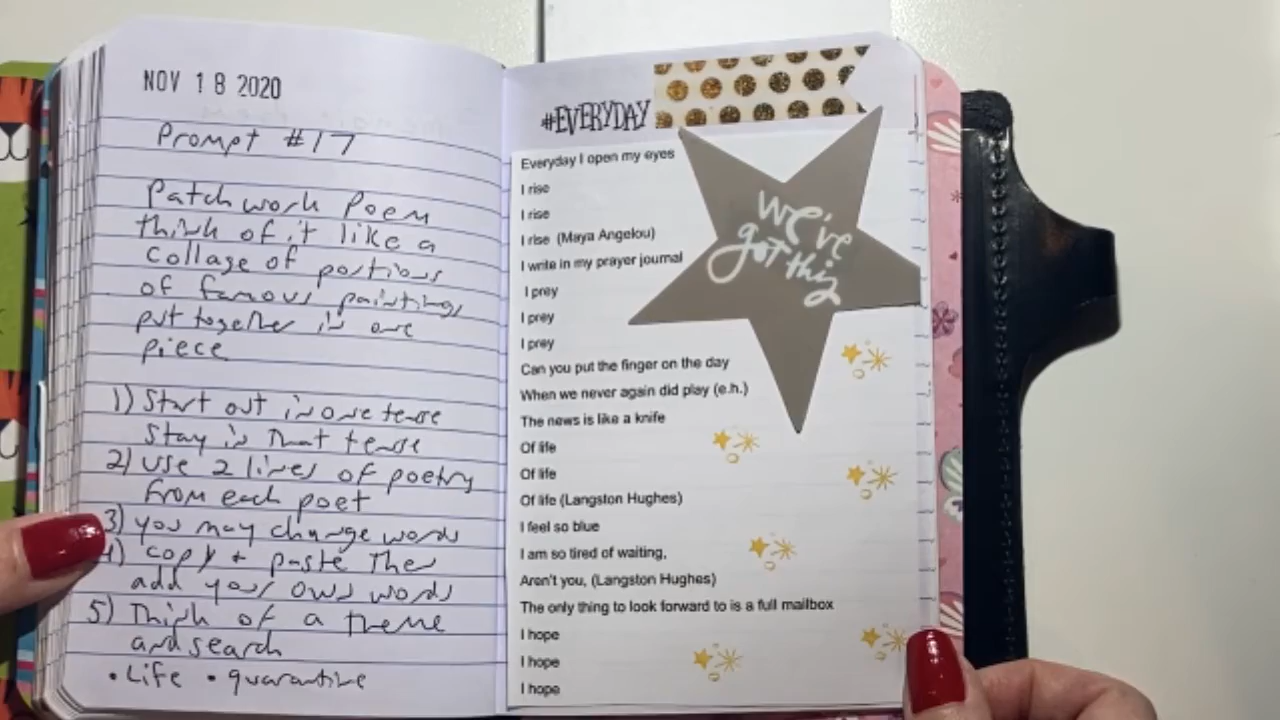 NOV 18 2020
Prompt #17
Patchwork Poem
think of it like a
collage of portions
of famous paintings
put together in one
piece
1) Start out in one tense
stay in that tense
2) Use 2 lines of poetry
from each poet
3) you may change words
4) copy + paste then
add your own words
5) Think of a theme
and search
• Life • quarantine
#EVERYDAY
Everyday I open my eyes
I rise
I rise
I rise (Maya Angelou)
I write in my prayer journal
I prey
I prey
I prey
Can you put the finger on the day
When we never again did play (e.h.)
The news is like a knife
Of life
Of life
Of life (Langston Hughes)
I feel so blue
I am so tired of waiting,
Aren't you, (Langston Hughes)
The only thing to look forward to is a full mailbox
I hope
I hope
I hope
we've
got this